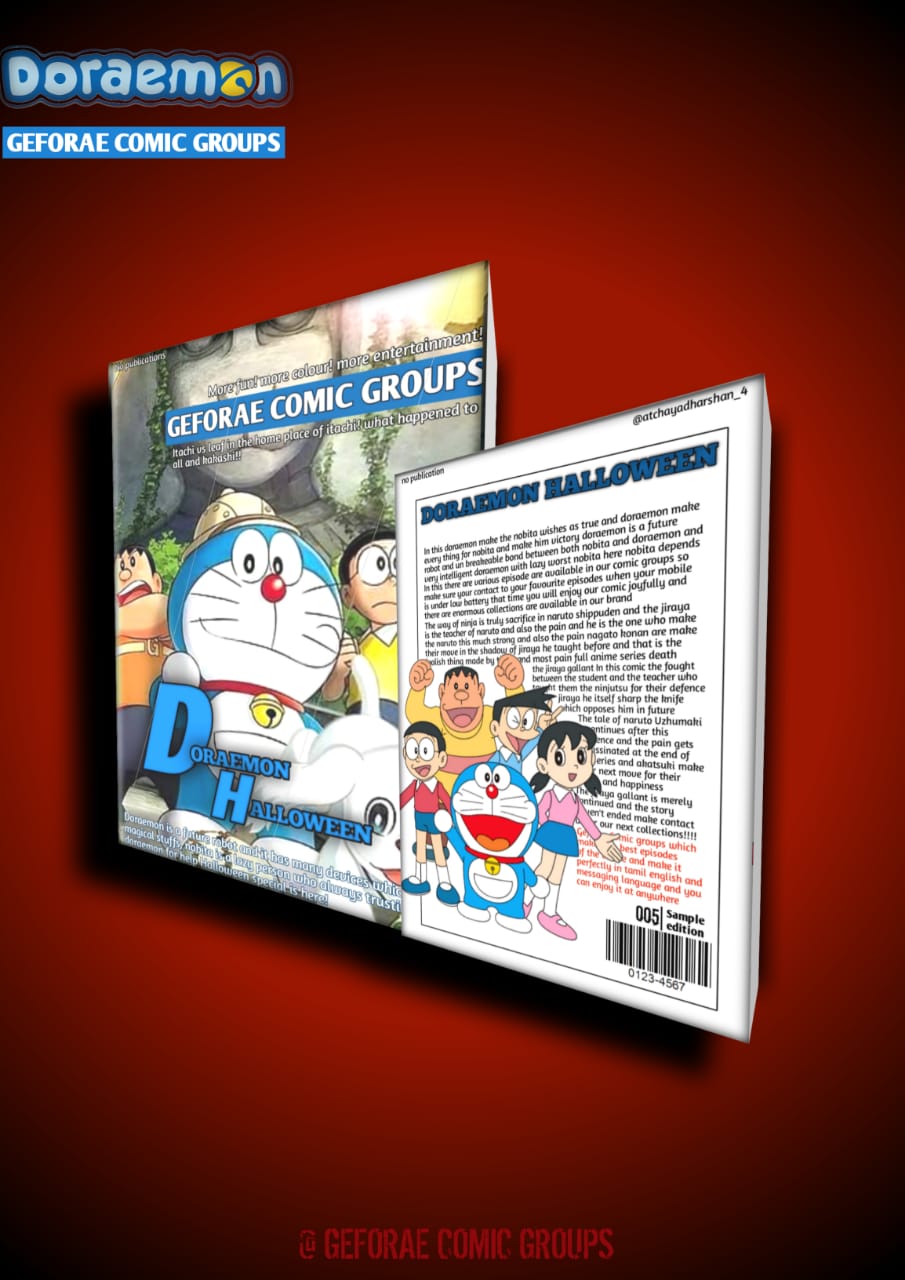 Doraemon
GEFORAE COMIC GROUPS
no publications
More fun! more colour! more entertainment!
GEFORAE COMIC GROUPS
Itachi vs leaf in the home place of itachi! what happened to
all and kakashi!!
G
DORAEMON
HALLOWEEN
Doraemon is a future robot and it has many devices whic
magical stuffs, nobita is a lazy person who always trusti
doraemon for help Halloween special is here!
@atchayadharshan_4
no publication
DORAEMON HALLOWEEN
In this doraemon make the nobita wishes as true and doraemon make
every thing for nobita and make him victory doraemon is a future
robot and un breakeable bond between both nobita and doraemon and
very intelligent doraemon with lazy worst nobita here nobita depends
In this there are various episode are available in our comic groups so
make sure your contact to your favourite episodes when your mobile
is under low battery that time you will enjoy our comic joyfully and
there are enormous collections are available in our brand
The way of ninja is truly sacrifice in naruto shippuden and the jiraya
is the teacher of naruto and also the pain and he is the one who make
the naruto this much strong and also the pain nagato konan are make
their move in the shadow of jiraya he taught before and that is the
polish thing made by and most pain full anime series death
the jiraya gallant In this comic the fought
between the student and the teacher who
them the ninjutsu for their defence
jiraya he itself sharp the knife
which opposes him in future
The tale of naruto Uzhumaki
continues after this
and the pain gets
at the end of
and akatsuki make
next move for their
and happiness
The jiraya gallant is merely
continued and the story
ended make contact
our next collections!!!!
comic groups which
best episodes
of the and make it
perfectly in tamil english and
messaging language and you
can enjoy it at anywhere
005 Sample
edition
0123-4567
@ GEFORAE COMIC GROUPS